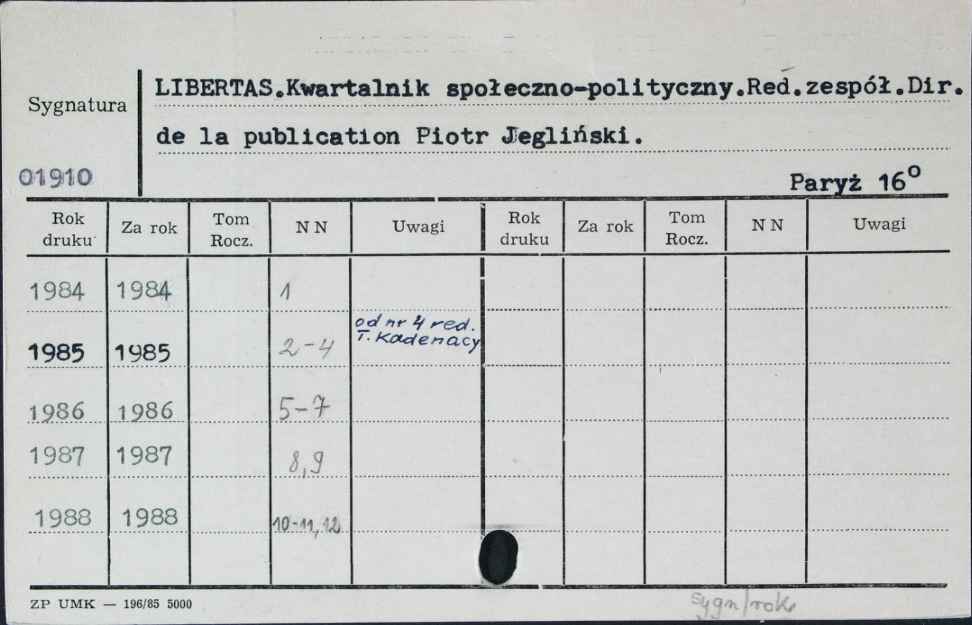 LIBERTAS.Kwartalnik społeczno-polityczny.Red.zespół.Dir.
Sygnatura
de la publication Piotr Jegliński.
01910
Paryż 16°
Rok druku Za rok Tom Rocz. N N Uwagi Rok druku Za rok Tom Rocz. N N Uwagi
1984 1984 1
od nr 4 red.
T. Kadenacy
1985 1985 2-4
1986 1986 5-7
1987 1987 8,9
1988 1988 10-11,12
ZP UMK — 196/85 5000
sygn/rok